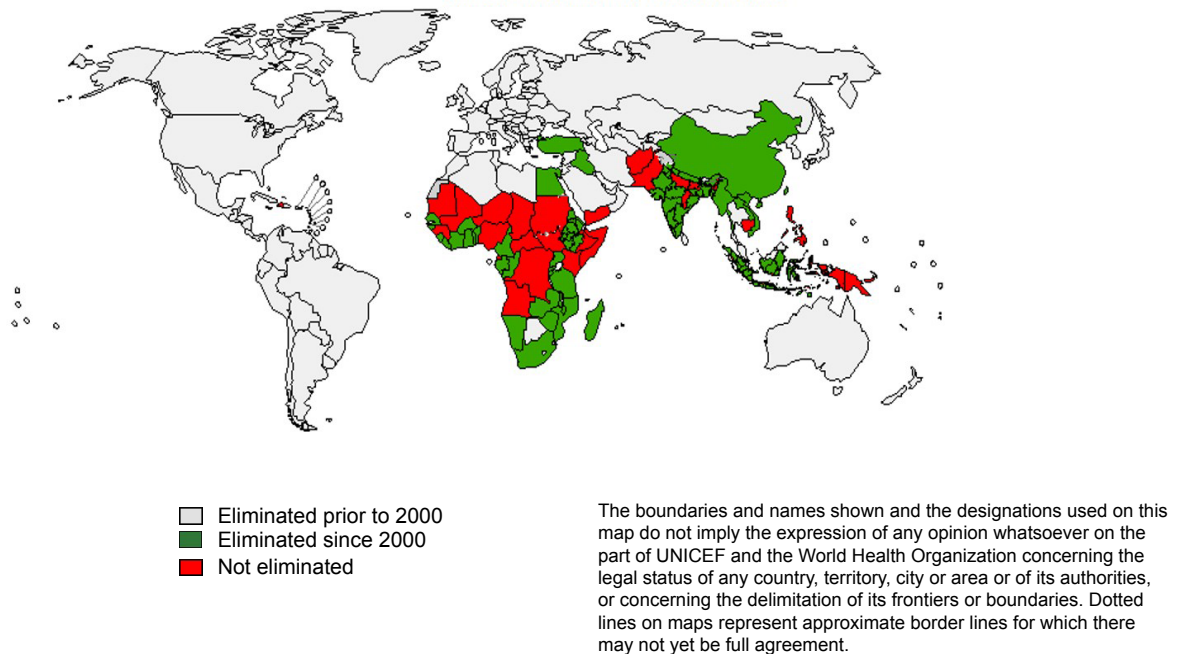 Eliminated prior to 2000
Eliminated since 2000
Not eliminated
The boundaries and names shown and the designations used on this
map do not imply the expression of any opinion whatsoever on the
part of UNICEF and the World Health Organization concerning the
legal status of any country, territory, city or area or of its authorities,
or concerning the delimitation of its frontiers or boundaries. Dotted
lines on maps represent approximate border lines for which there
may not yet be full agreement.